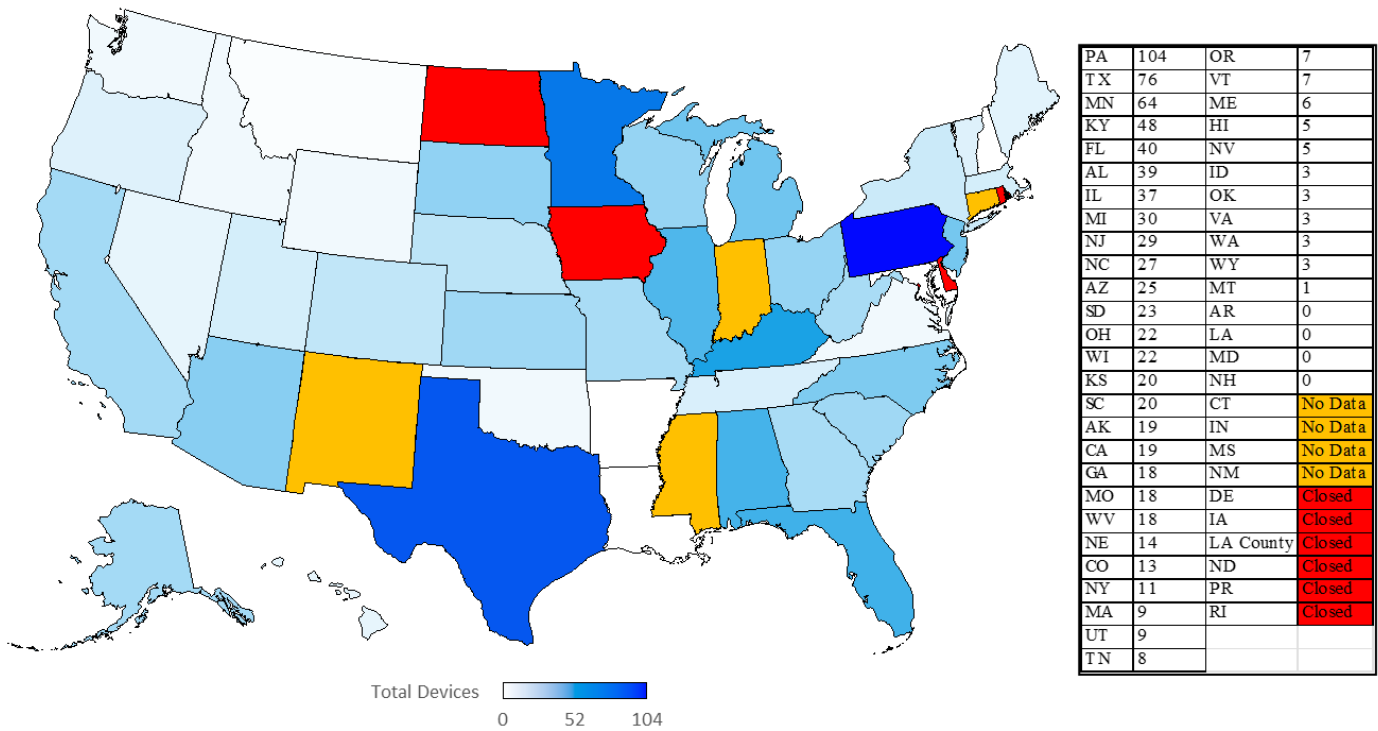 PA 104 OR 7
TX 76 VT 7
MN 64 ME 6
KY 48 HI 5
FL 40 NV 5
AL 39 ID 3
IL 37 OK 3
MI 30 VA 3
NJ 29 WA 3
NC 27 WY 3
AZ 25 MT 1
SD 23 AR 0
OH 22 LA 0
WI 22 MD 0
KS 20 NH 0
SC 20 CT No Data
AK 19 IN No Data
CA 19 MS No Data
GA 18 NM No Data
MO 18 DE Closed
WV 18 IA Closed
NE 14 LA County Closed
CO 13 ND Closed
NY 11 PR Closed
MA 9 RI Closed
UT 9
TN 8
Total Devices
0 52 104